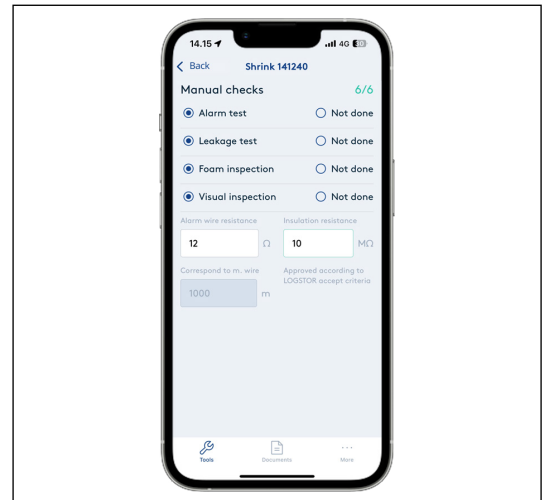 14.15 4G 30
Back Shrink 141240
Manual checks 6/6
Alarm test Not done
Leakage test Not done
Foam inspection Not done
Visual inspection Not done
Alarm wire resistance Insulation resistance
12 Ω 10 MΩ
Correspond to m. wire Approved according to
LOGSTOR accept criteria
1000 m
Tools Documents More